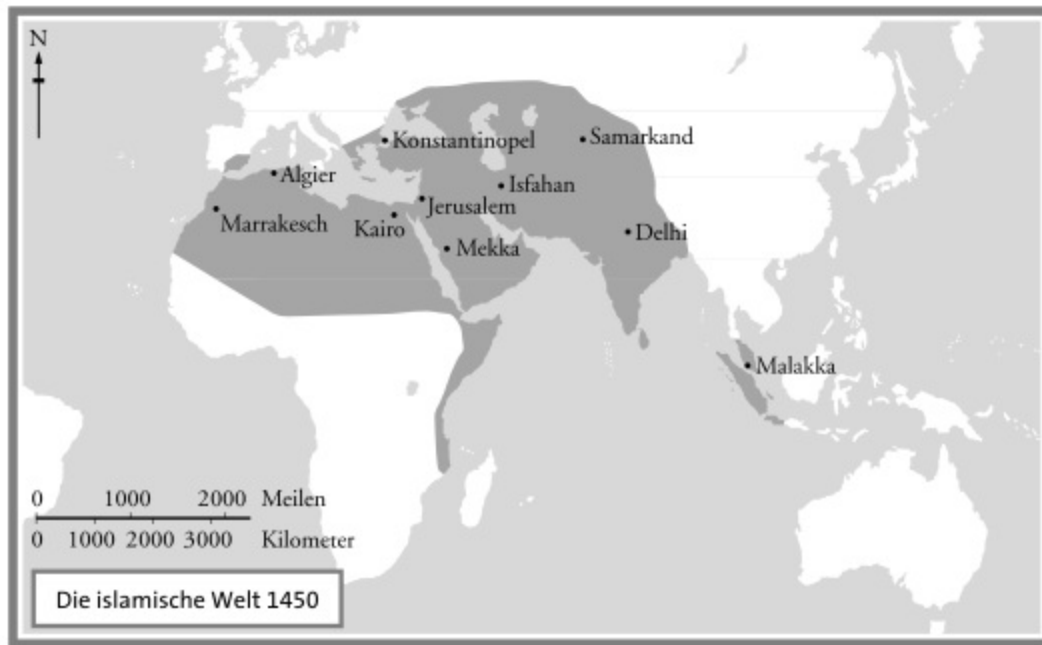 N
Konstantinopel
Samarkand
Algier
Isfahan
Jerusalem
Marrakesch
Kairo
Delhi
Mekka
Malakka
0 1000 2000 Meilen
0 1000 2000 3000 Kilometer
Die islamische Welt 1450